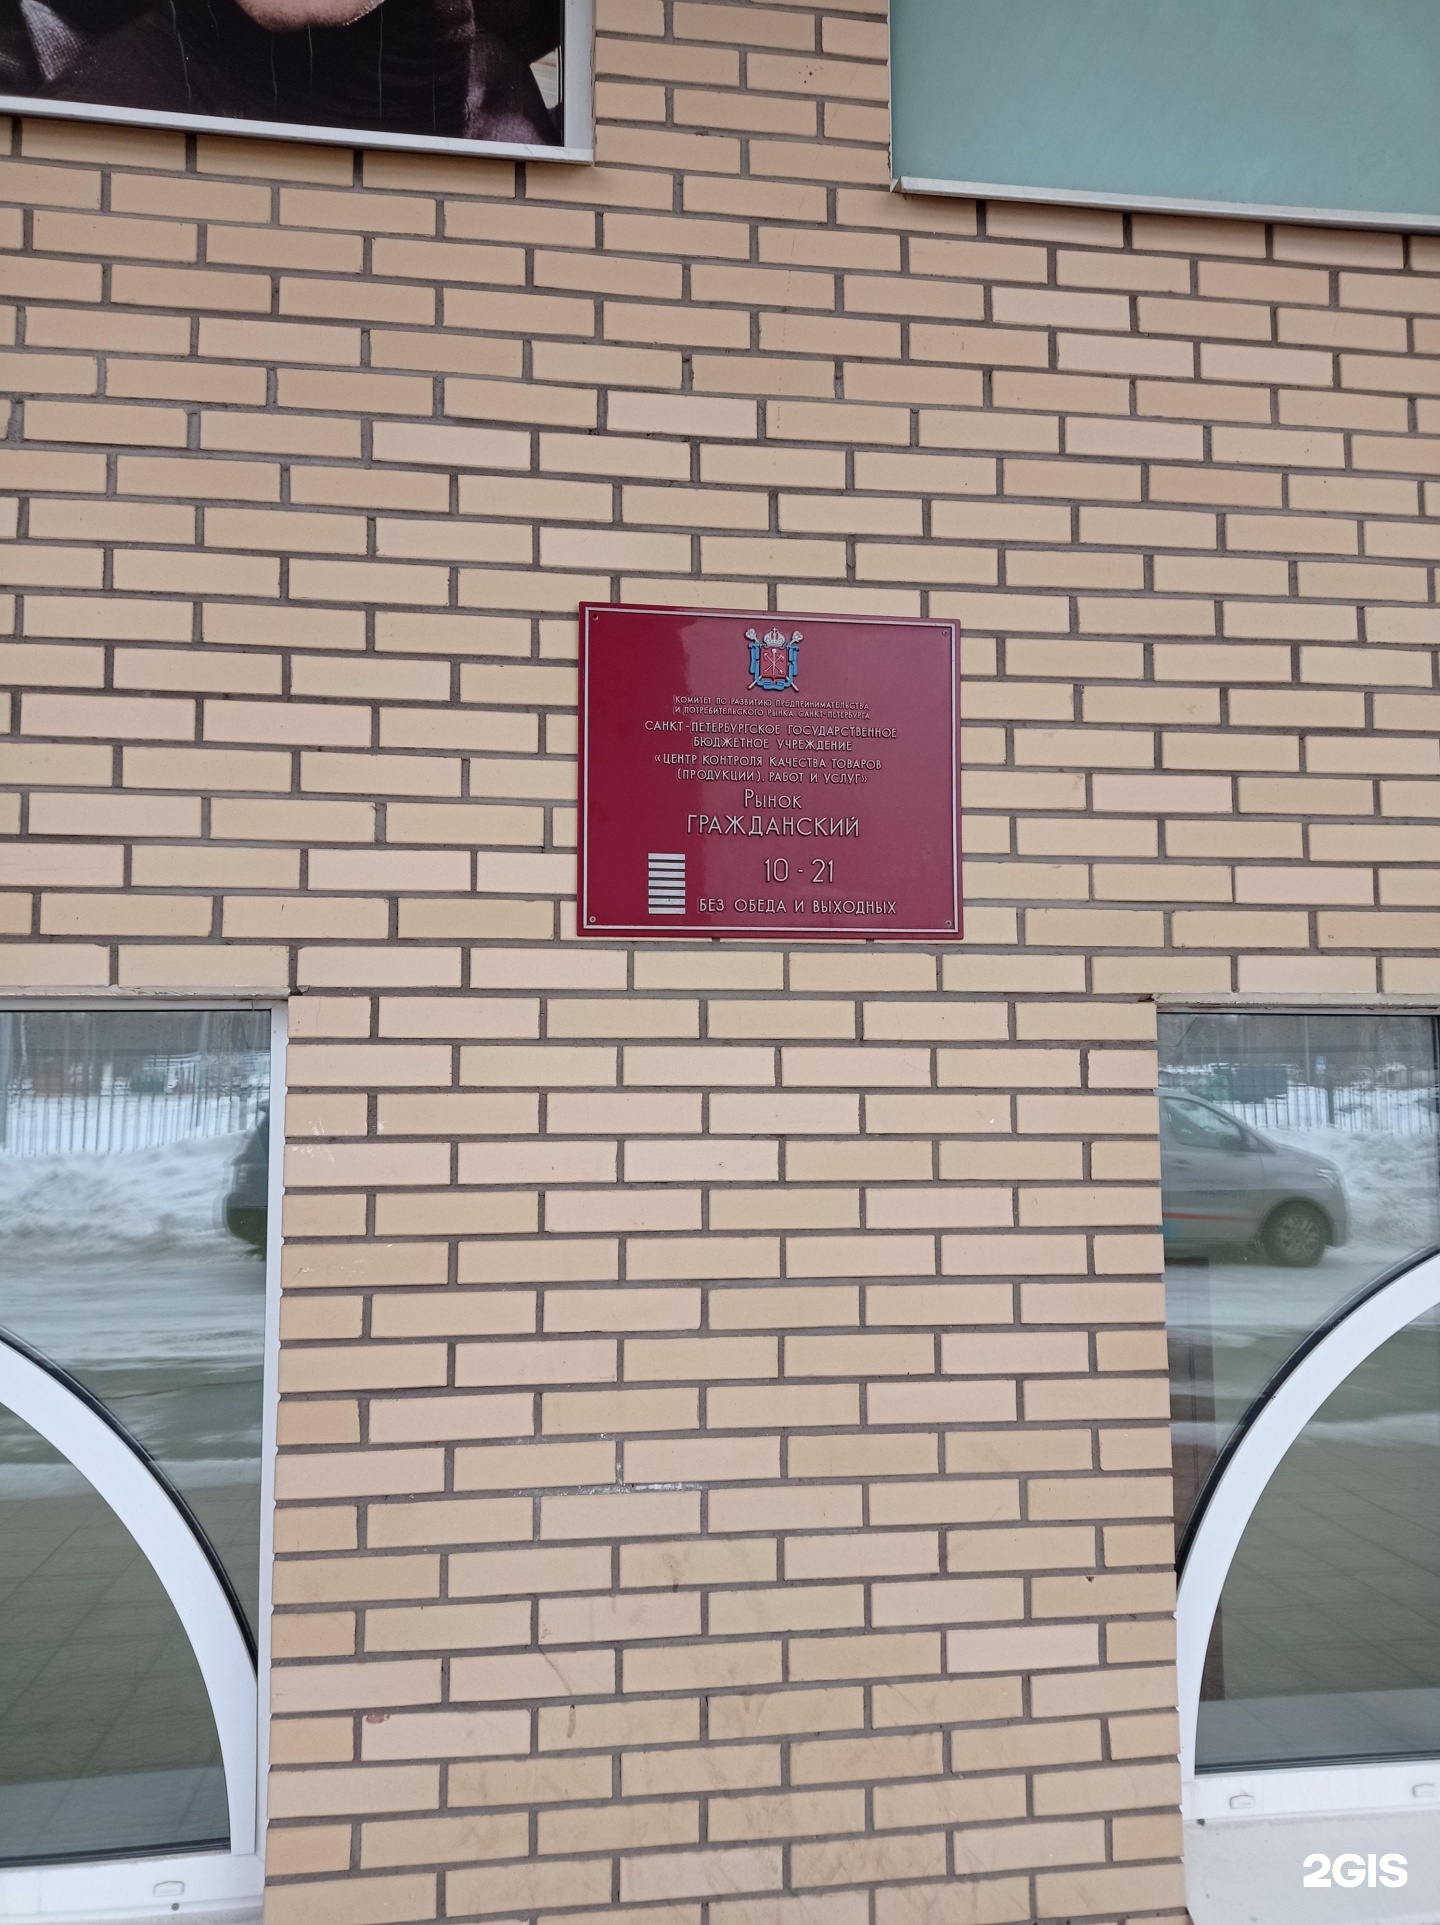 КОМИТЕТ ПО РАЗВИТИЮ ПРЕДПРИНИМАТЕЛЬСТВА
И ПОТРЕБИТЕЛЬСКОГО РЫНКА САНКТ-ПЕТЕРБУРГА
САНКТ-ПЕТЕРБУРГСКОЕ ГОСУДАРСТВЕННОЕ
БЮДЖЕТНОЕ УЧРЕЖДЕНИЕ
«ЦЕНТР КОНТРОЛЯ КАЧЕСТВА ТОВАРОВ
(ПРОДУКЦИИ), РАБОТ И УСЛУГ»
Рынок
ГРАЖДАНСКИЙ
10 - 21
БЕЗ ОБЕДА И ВЫХОДНЫХ
2GIS